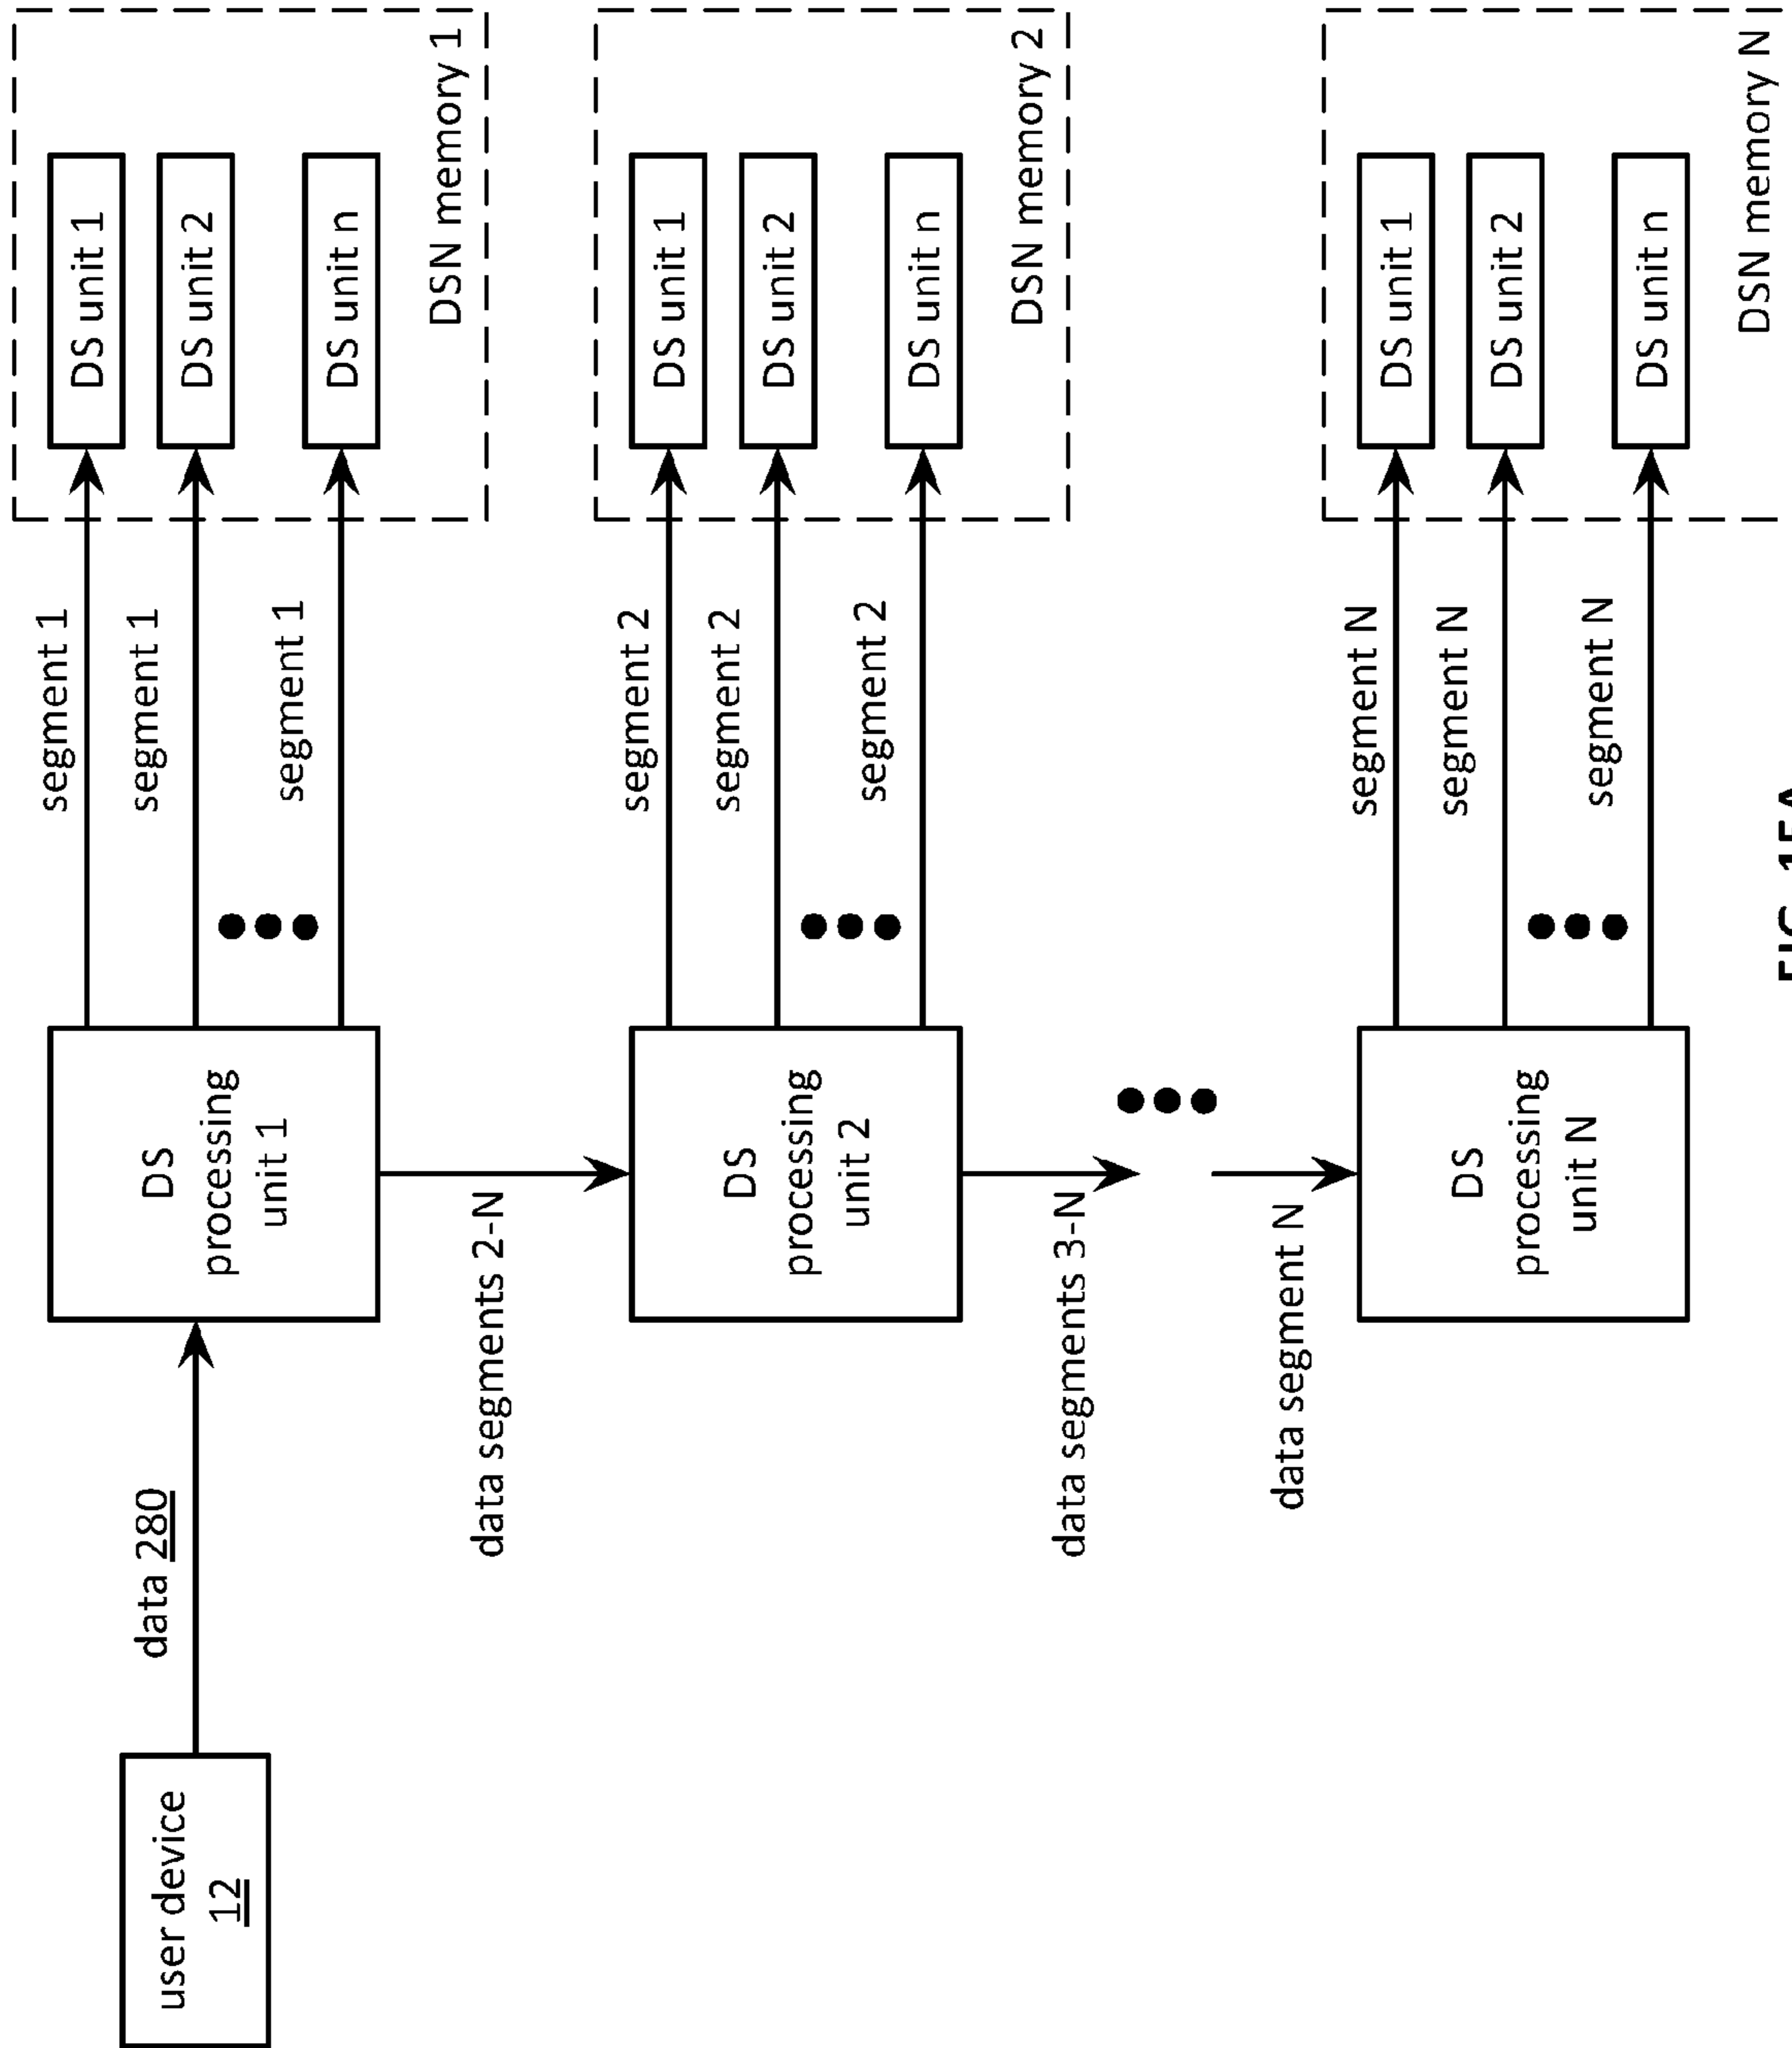 user device
12
data 280
DS
processing
unit 1
segment 1
segment 1
segment 1
DS unit 1
DS unit 2
DS unit n
DSN memory 1
data segments 2-N
DS
processing
unit 2
segment 2
segment 2
segment 2
DS unit 1
DS unit 2
DS unit n
DSN memory 2
data segments 3-N
data segment N
DS
processing
unit N
segment N
segment N
segment N
DS unit 1
DS unit 2
DS unit n
DSN memory N